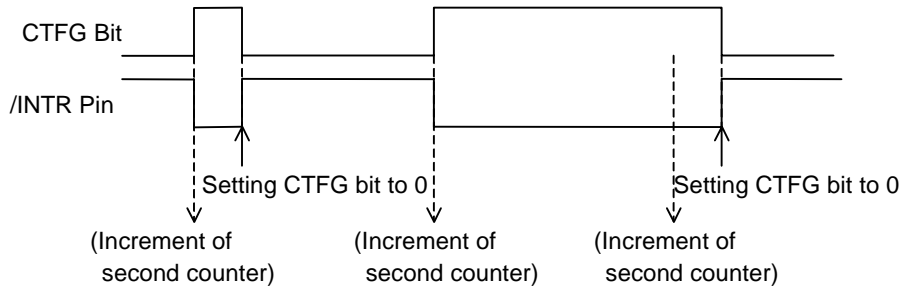 CTFG Bit
/INTR Pin
Setting CTFG bit to 0
Setting CTFG bit to 0
(Increment of
second counter)
(Increment of
second counter)
(Increment of
second counter)